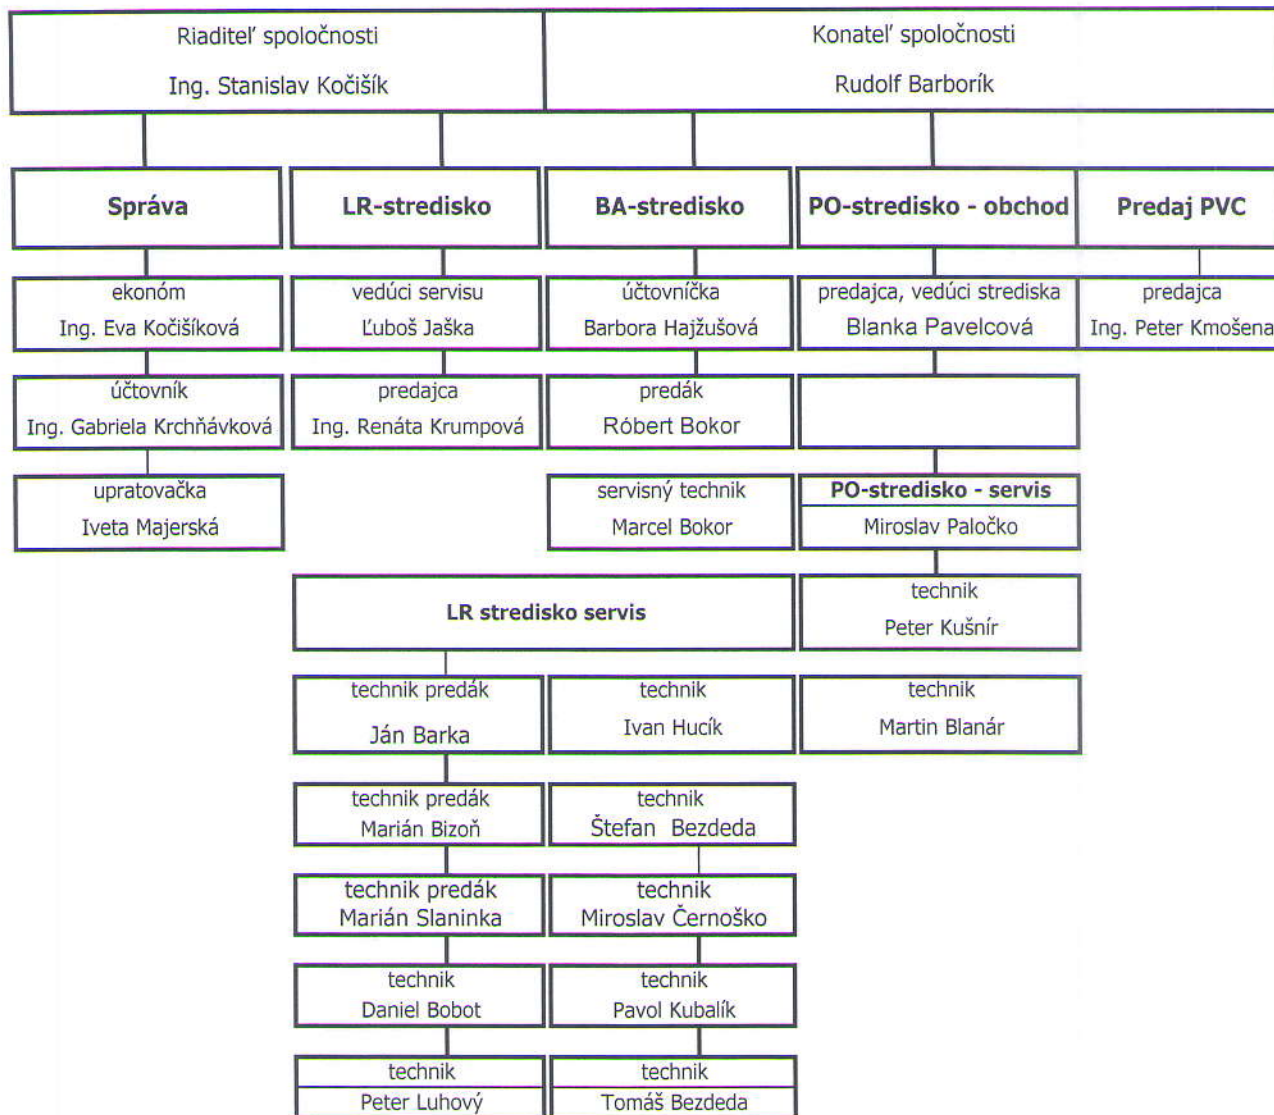 Riaditeľ spoločnosti
Ing. Stanislav Kočišík
Konateľ spoločnosti
Rudolf Barborík
Správa
LR-stredisko
BA-stredisko
PO-stredisko - obchod
Predaj PVC
ekonóm
Ing. Eva Kočišíková
vedúci servisu
Ľuboš Jaška
účtovníčka
Barbora Hajžušová
predajca, vedúci strediska
Blanka Pavelcová
predajca
Ing. Peter Kmošena
účtovník
Ing. Gabriela Krchňávková
predajca
Ing. Renáta Krumpová
predák
Róbert Bokor
upratovačka
Iveta Majerská
servisný technik
Marcel Bokor
PO-stredisko - servis
Miroslav Paločko
LR stredisko servis
technik
Peter Kušnír
technik predák
Ján Barka
technik
Ivan Hucík
technik
Martin Blanár
technik predák
Marián Bizoň
technik
Štefan Bezdeda
technik predák
Marián Slaninka
technik
Miroslav Černoško
technik
Daniel Bobot
technik
Pavol Kubalík
technik
Peter Luhový
technik
Tomáš Bezdeda